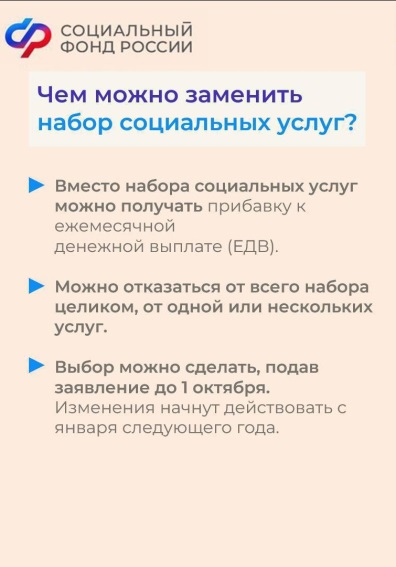 СОЦИАЛЬНЫЙ
ФОНД РОССИИ
Чем можно заменить
набор социальных услуг?
Вместо набора социальных услуг
можно получать прибавку к
ежемесячной
денежной выплате (ЕДВ).
Можно отказаться от всего набора
целиком, от одной или нескольких
услуг.
Выбор можно сделать, подав
заявление до 1 октября.
Изменения начнут действовать с
января следующего года.